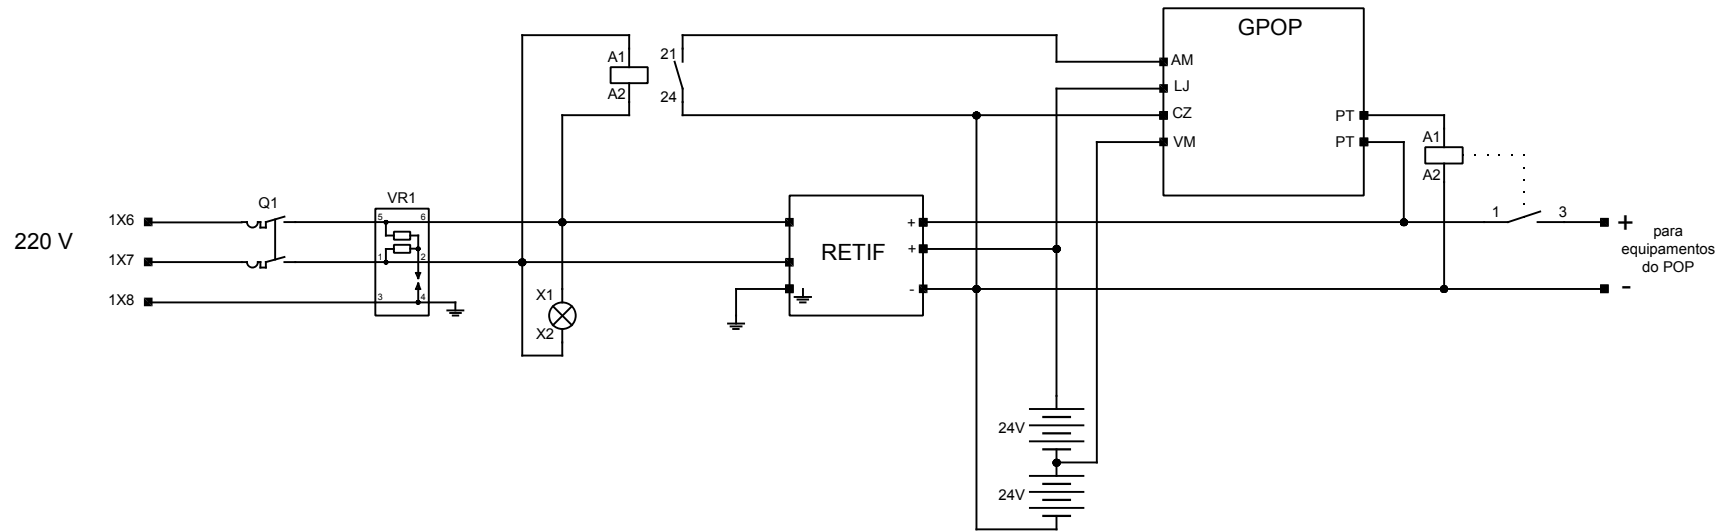 GPOP
A1
A2
21
24
AM
LJ
CZ
VM
PT
PT
A1
A2
220 V
1X6
1X7
1X8
Q1
VR1
5
6
1
2
3
4
X1
X2
RETIF
+
+
-
1
3
+
-
para
equipamentos
do POP
24V
24V